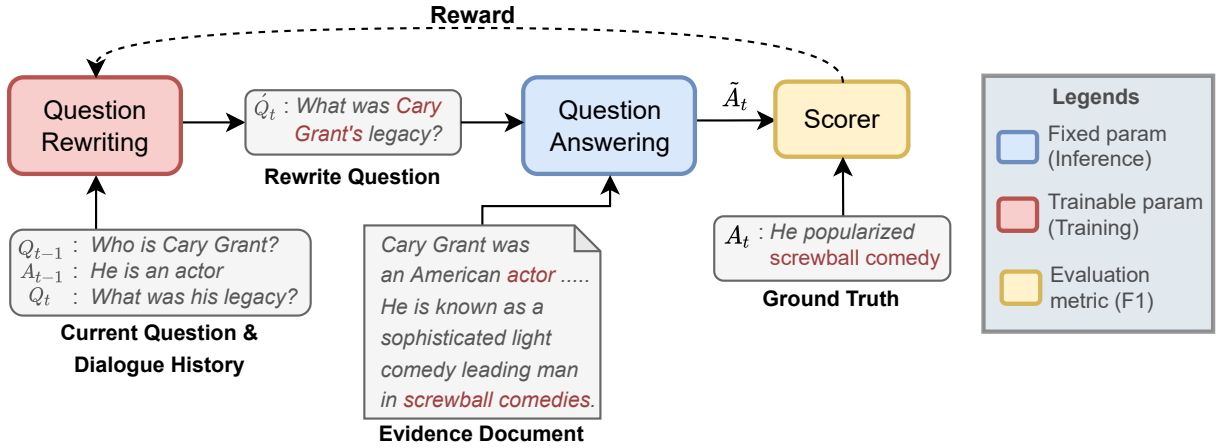 Reward
Question
Rewriting
Q́ₜ : What was Cary
Grant's legacy?
Rewrite Question
Question
Answering
Ãₜ
Scorer
Legends
Fixed param
(Inference)
Trainable param
(Training)
Evaluation
metric (F1)
Qₜ₋₁ : Who is Cary Grant?
Aₜ₋₁ : He is an actor
Qₜ : What was his legacy?
Current Question &
Dialogue History
Cary Grant was
an American actor .....
He is known as a
sophisticated light
comedy leading man
in screwball comedies.
Evidence Document
Aₜ : He popularized
screwball comedy
Ground Truth